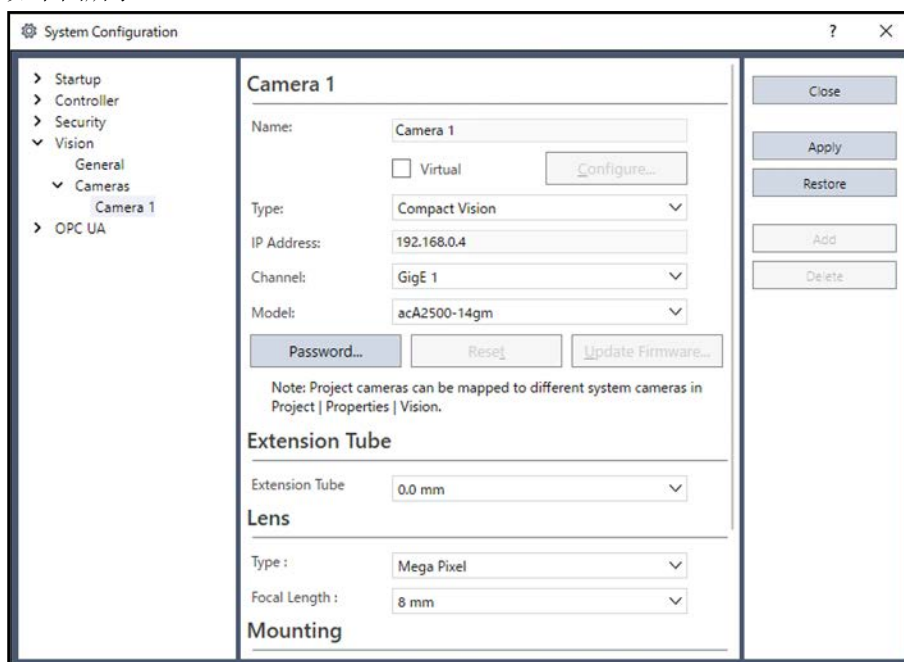 System Configuration
?
Startup
Controller
Security
Vision
General
Cameras
Camera 1
OPC UA
Camera 1
Name:
Camera 1
Virtual
Configure...
Type:
Compact Vision
IP Address:
192.168.0.4
Channel:
GigE 1
Model:
acA2500-14gm
Password...
Reset
Update Firmware...
Note: Project cameras can be mapped to different system cameras in
Project | Properties | Vision.
Extension Tube
Extension Tube
0.0 mm
Lens
Type :
Mega Pixel
Focal Length :
8 mm
Mounting
Close
Apply
Restore
Add
Delete